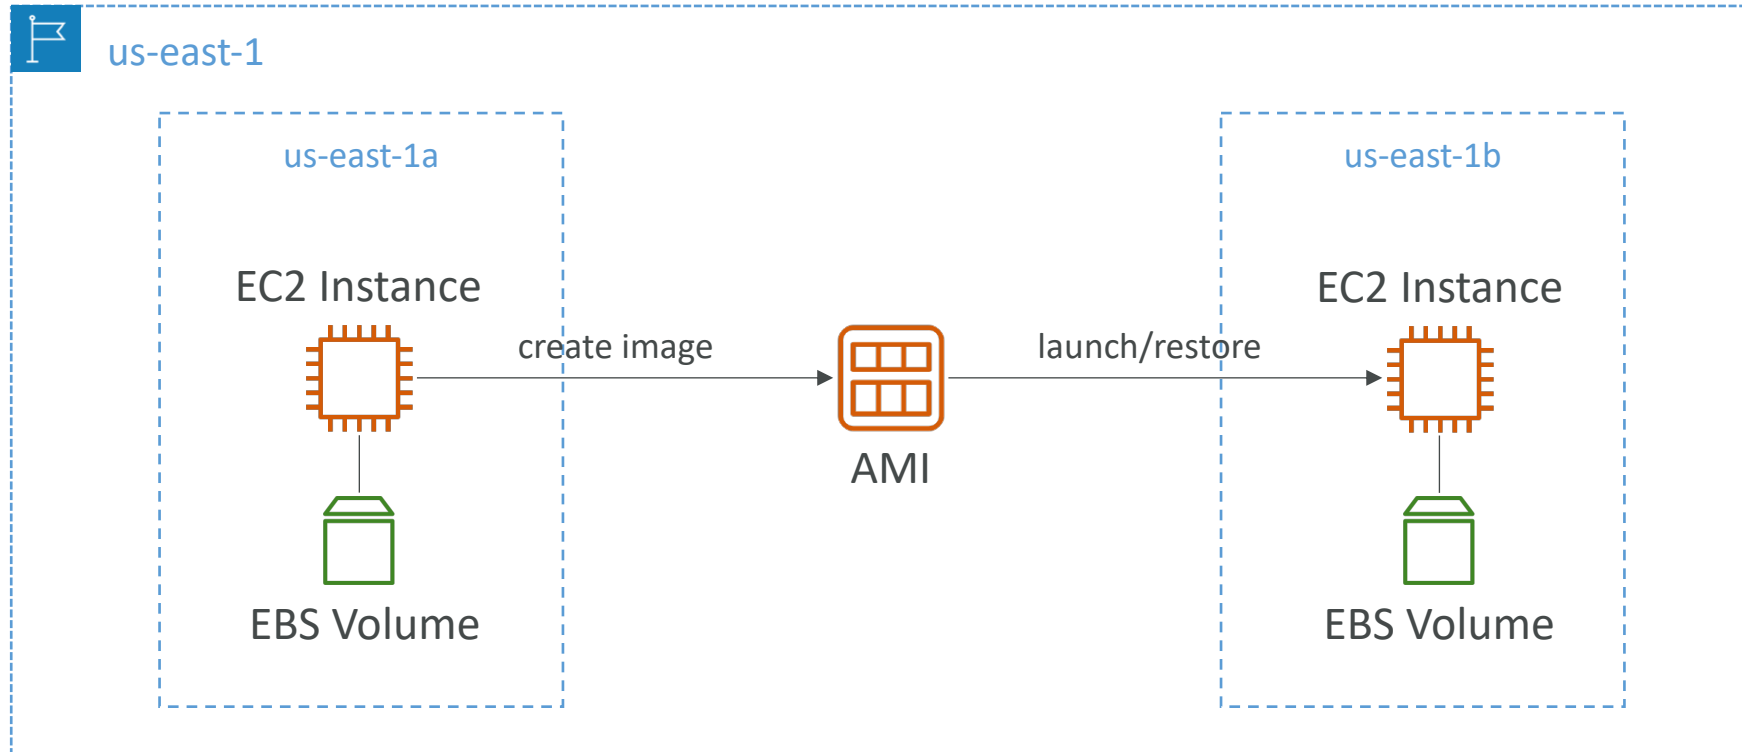 us-east-1
us-east-1a
us-east-1b
EC2 Instance
EC2 Instance
create image
launch/restore
AMI
EBS Volume
EBS Volume